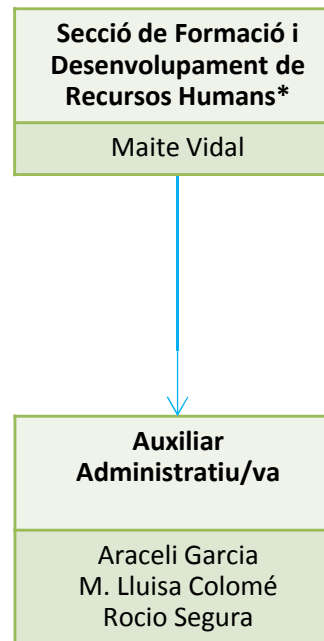 Secció de Formació i
Desenvolupament de
Recursos Humans*
Maite Vidal
Auxiliar
Administratiu/va
Araceli Garcia
M. Lluisa Colomé
Rocio Segura